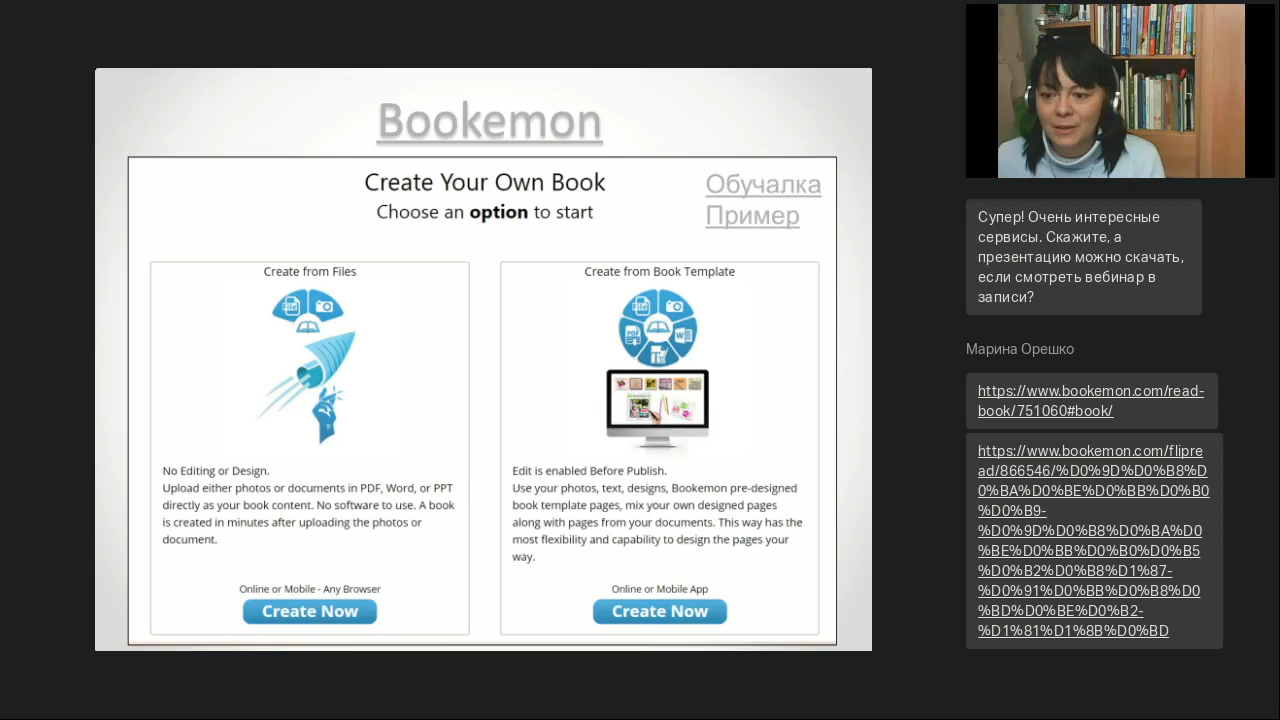 Bookemon
Create Your Own Book
Choose an option to start
Обучалка
Пример
Create from Files
No Editing or Design.
Upload either photos or documents in PDF, Word, or PPT
directly as your book content. No software to use. A book
is created in minutes after uploading the photos or
document.
Online or Mobile - Any Browser
Create Now
Create from Book Template
Edit is enabled Before Publish.
Use your photos, text, designs, Bookemon pre-designed
book template pages, mix your own designed pages
along with pages from your documents. This way has the
most flexibility and capability to design the pages your
way.
Online or Mobile App
Create Now
Супер! Очень интересные
сервисы. Скажите, а
презентацию можно скачать,
если смотреть вебинар в
записи?
Марина Орешко
https://www.bookemon.com/read-
book/751060#book/
https://www.bookemon.com/flipre
ad/866546/%D0%9D%D0%B8%D
0%BA%D0%BE%D0%BB%D0%B0
%D0%B9-
%D0%9D%D0%B8%D0%BA%D0
%BE%D0%BB%D0%B0%D0%B5
%D0%B2%D0%B8%D1%87-
%D0%91%D0%BB%D0%B8%D0
%BD%D0%BE%D0%B2-
%D1%81%D1%8B%D0%BD